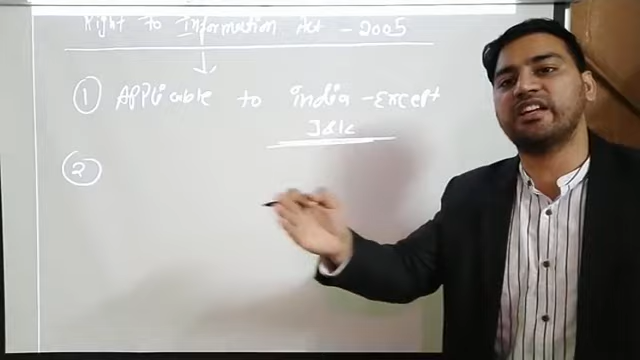 Right To Information Act - 2005
① Applicable to India - Except
J&K
②